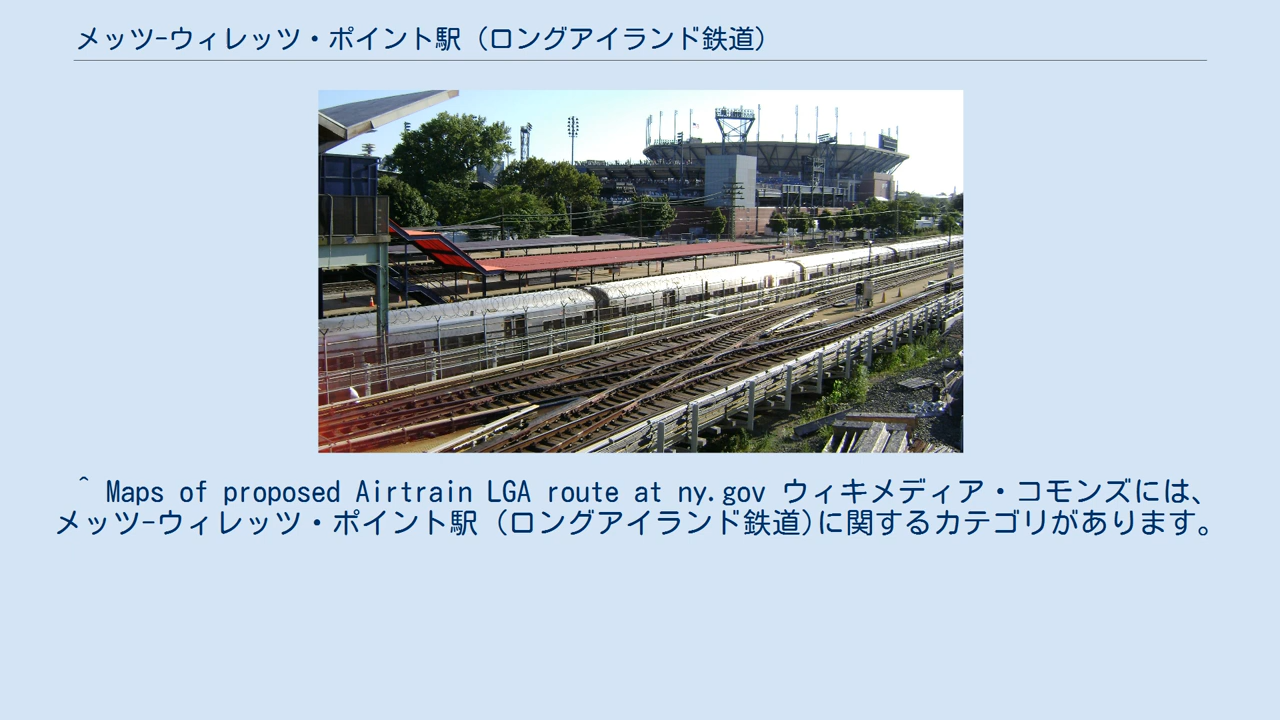 メッツ-ウィレッツ・ポイント駅 (ロングアイランド鉄道)
^ Maps of proposed Airtrain LGA route at ny.gov ウィキメディア・コモンズには、
メッツ-ウィレッツ・ポイント駅 (ロングアイランド鉄道)に関するカテゴリがあります。